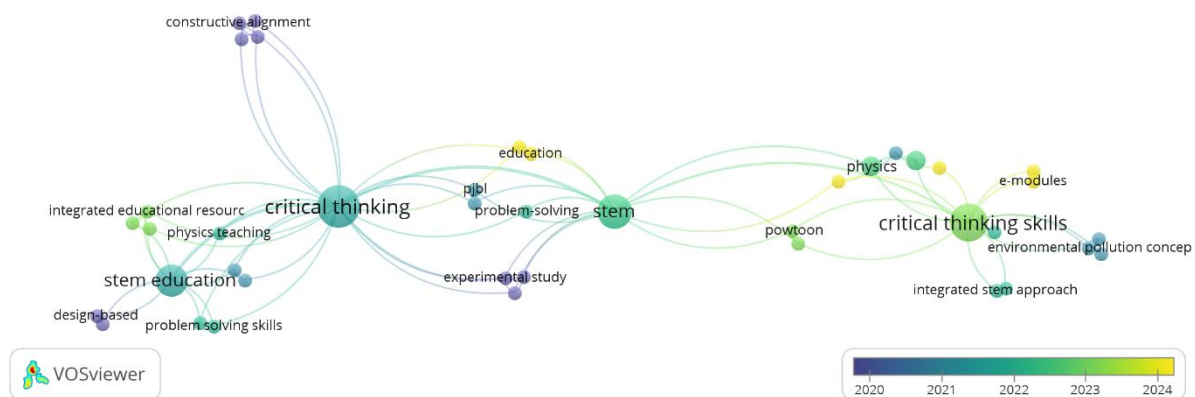 constructive alignment
education
physics
e-modules
pjbl
critical thinking
problem-solving
stem
integrated educational resourc
physics teaching
powtoon
critical thinking skills
environmental pollution concep
stem education
experimental study
integrated stem approach
design-based
problem solving skills
VOSviewer
2020 2021 2022 2023 2024